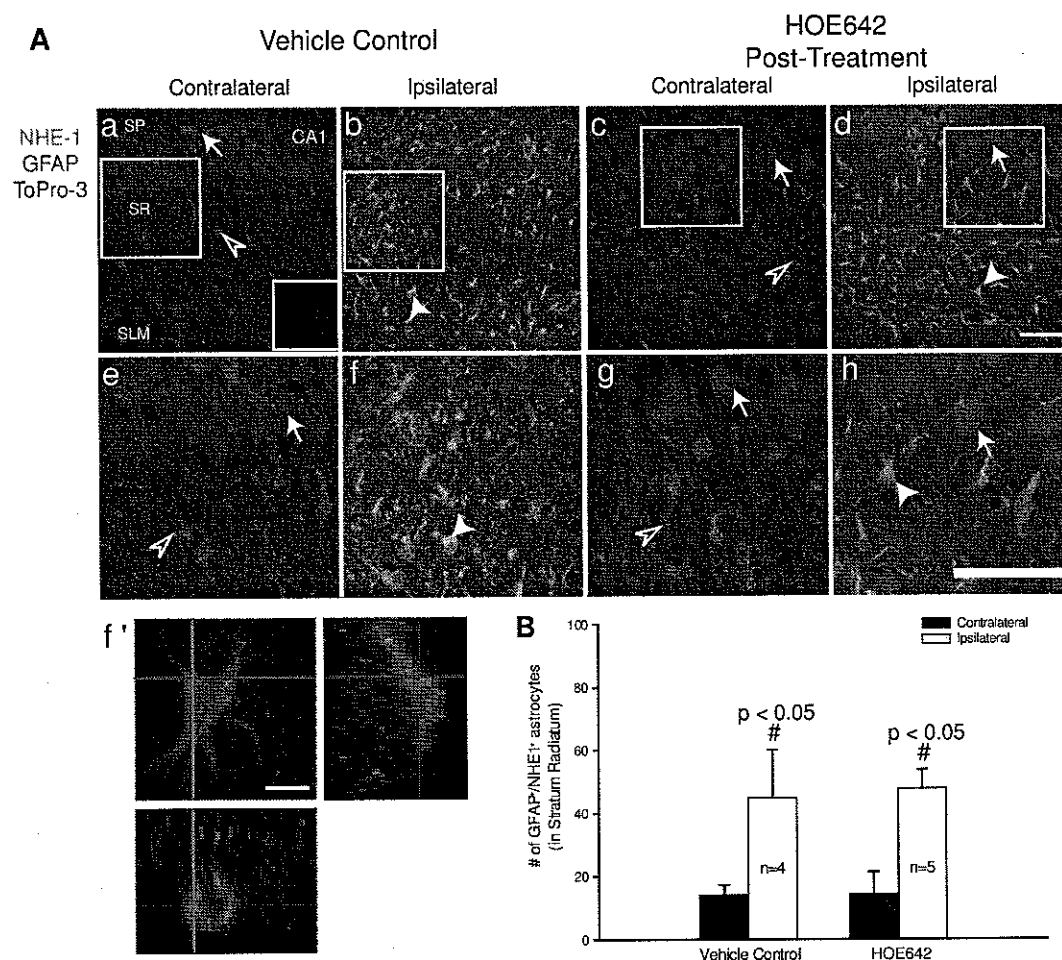 A
Vehicle Control
HOE642
Post-Treatment
Contralateral
Ipsilateral
Contralateral
Ipsilateral
NHE-1
GFAP
ToPro-3
a
SP
CA1
SR
SLM
b
c
d
e
f
g
h
f '
B
Contralateral
Ipsilateral
# of GFAP⁺/NHE1⁺ astrocytes
(in Stratum Radiatum)
100
80
60
40
20
0
p < 0.05
#
p < 0.05
#
n=4
n=5
Vehicle Control
HOE642